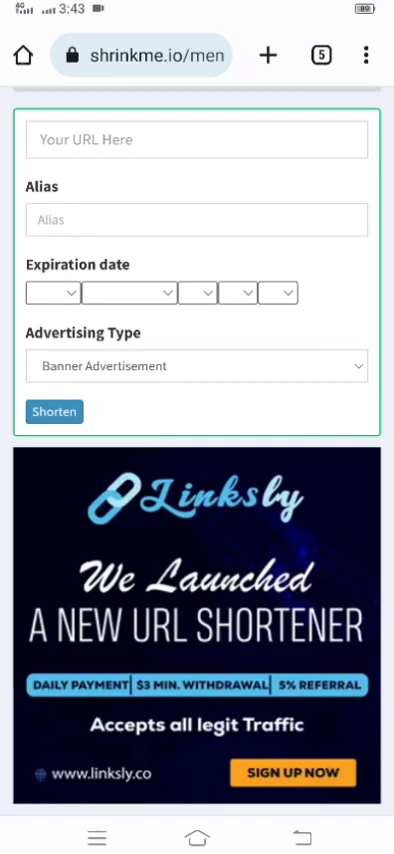 4G 3:43 89
shrinkme.io/men 5
Your URL Here
Alias
Alias
Expiration date
Advertising Type
Banner Advertisement
Shorten
Linksly
We Launched
A NEW URL SHORTENER
DAILY PAYMENT| $3 MIN. WITHDRAWAL| 5% REFERRAL
Accepts all legit Traffic
www.linksly.co SIGN UP NOW